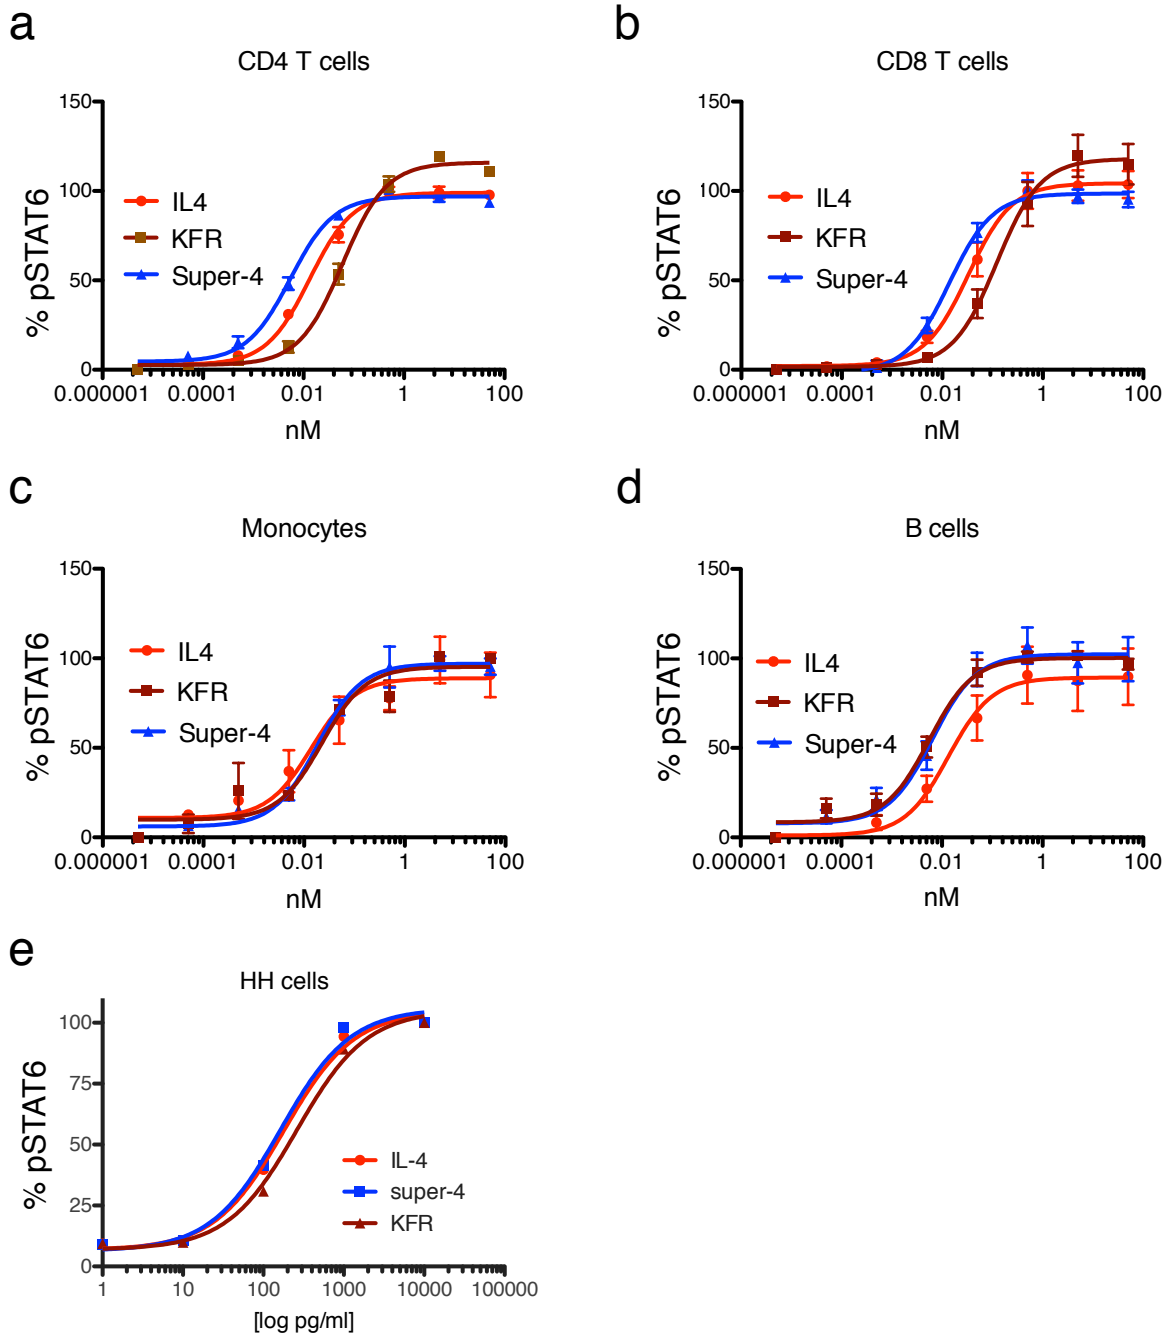 a
CD4 T cells
150
100
50
0
% pSTAT6
IL4
KFR
Super-4
0.000001 0.0001 0.01 1 100
nM
b
CD8 T cells
150
100
50
0
% pSTAT6
IL4
KFR
Super-4
0.000001 0.0001 0.01 1 100
nM
c
Monocytes
150
100
50
0
% pSTAT6
IL4
KFR
Super-4
0.000001 0.0001 0.01 1 100
nM
d
B cells
150
100
50
0
% pSTAT6
IL4
KFR
Super-4
0.000001 0.0001 0.01 1 100
nM
e
HH cells
100
75
50
25
0
% pSTAT6
IL-4
super-4
KFR
1 10 100 1000 10000 100000
[log pg/ml]